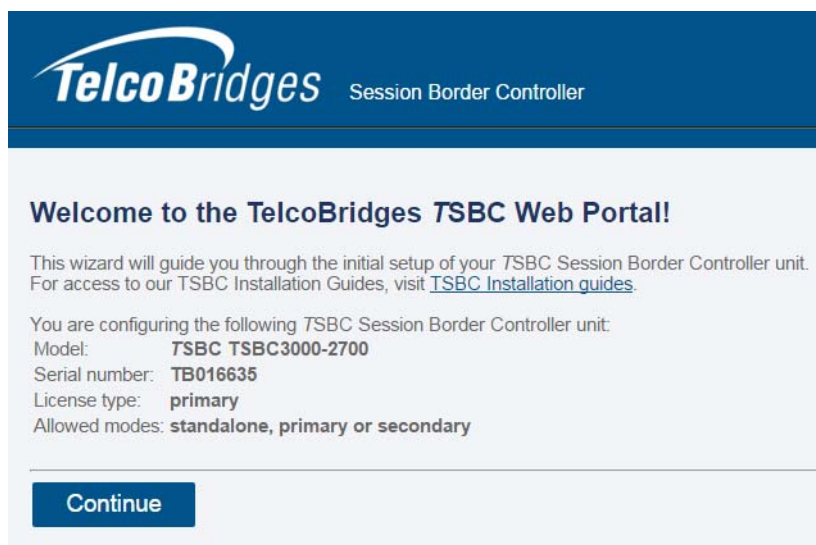 TelcoBridges Session Border Controller
Welcome to the TelcoBridges TSBC Web Portal!
This wizard will guide you through the initial setup of your TSBC Session Border Controller unit.
For access to our TSBC Installation Guides, visit TSBC Installation guides.
You are configuring the following TSBC Session Border Controller unit:
Model: TSBC TSBC3000-2700
Serial number: TB016635
License type: primary
Allowed modes: standalone, primary or secondary
Continue